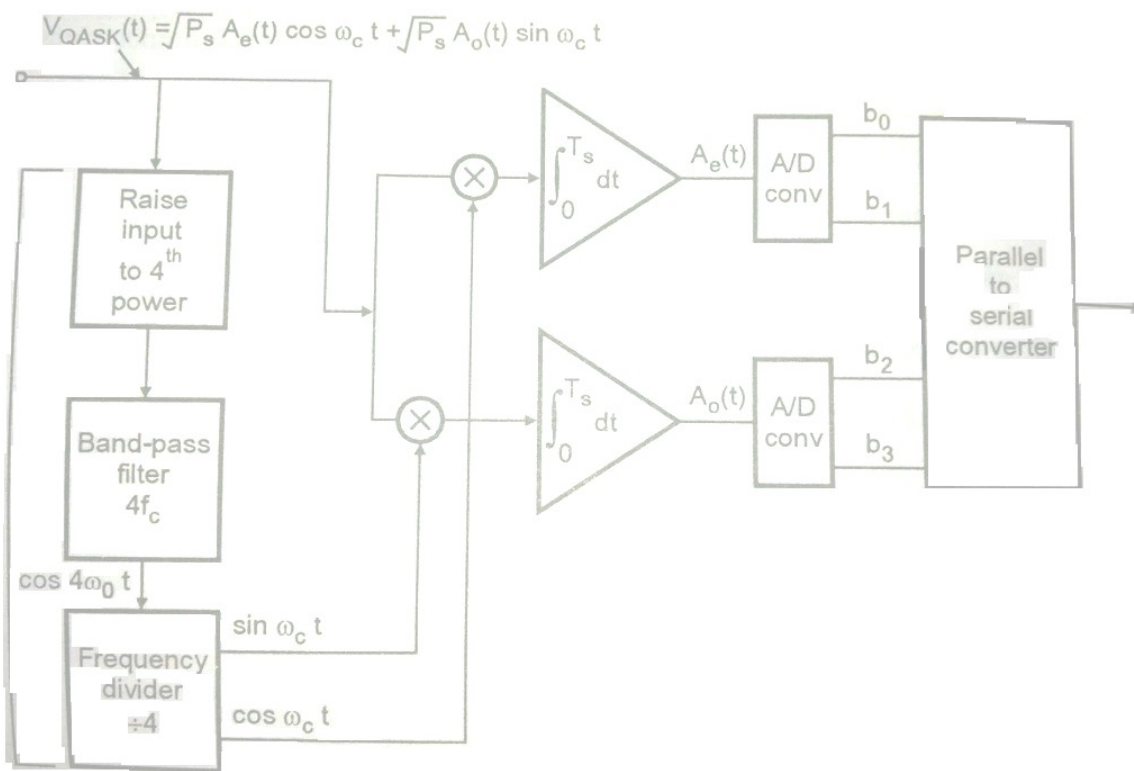 V_QASK(t) = √P_s A_e(t) cos ω_c t + √P_s A_o(t) sin ω_c t
Raise
input
to 4^th
power
Band-pass
filter
4f_c
cos 4ω_0 t
Frequency
divider
÷4
sin ω_c t
cos ω_c t
∫_0^T_s dt
A_e(t)
A/D
conv
b_0
b_1
∫_0^T_s dt
A_o(t)
A/D
conv
b_2
b_3
Parallel
to
serial
converter